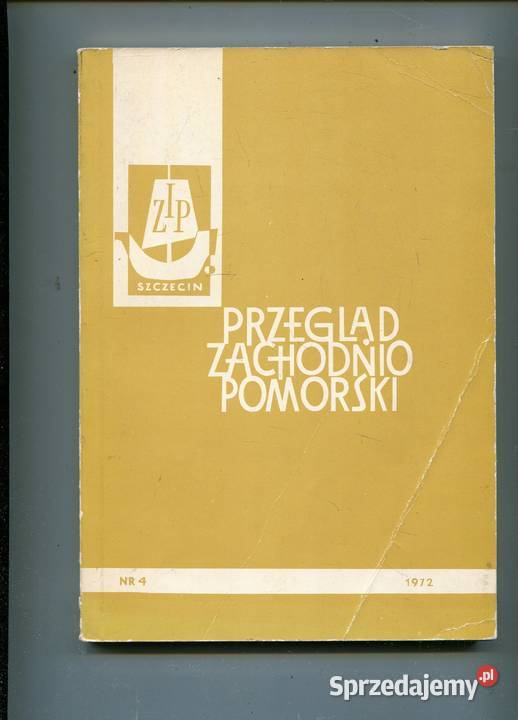 ZIP
SZCZECIN
PRZEGLĄD
ZACHODNIO
POMORSKI
NR 4 1972
Sprzedajemy.pl